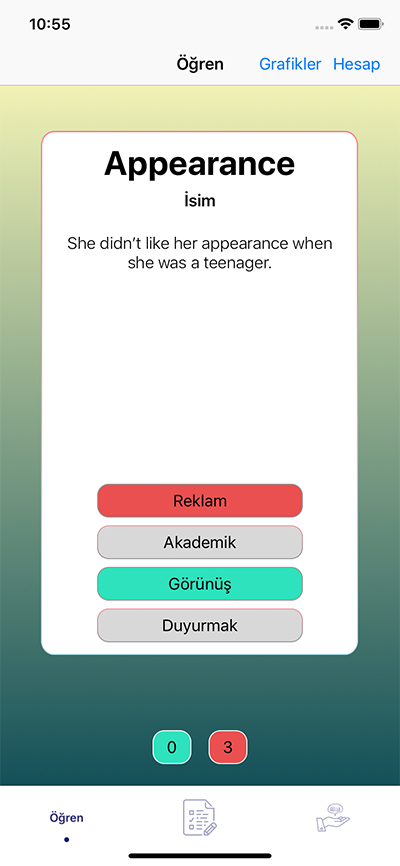 10:55
Öğren
Grafikler
Hesap
Appearance
İsim
She didn’t like her appearance when
she was a teenager.
Reklam
Akademik
Görünüş
Duyurmak
0
3
Öğren